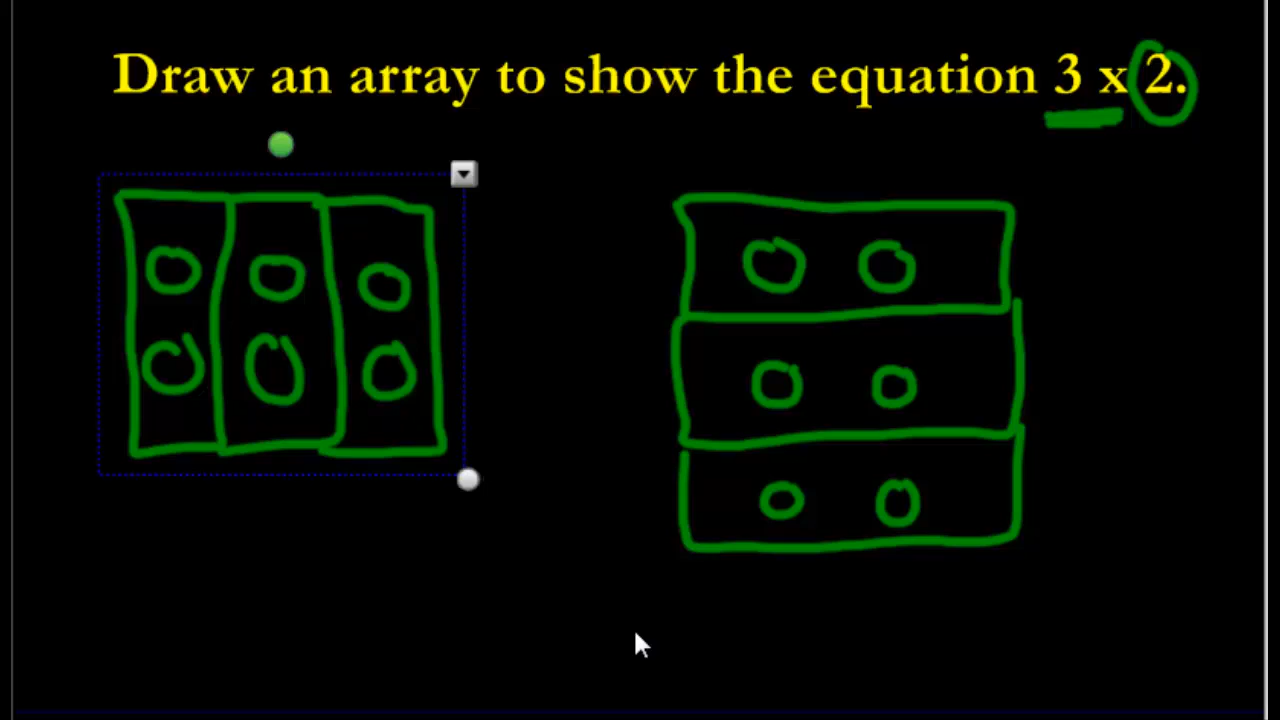 Draw an array to show the equation 3 x 2.